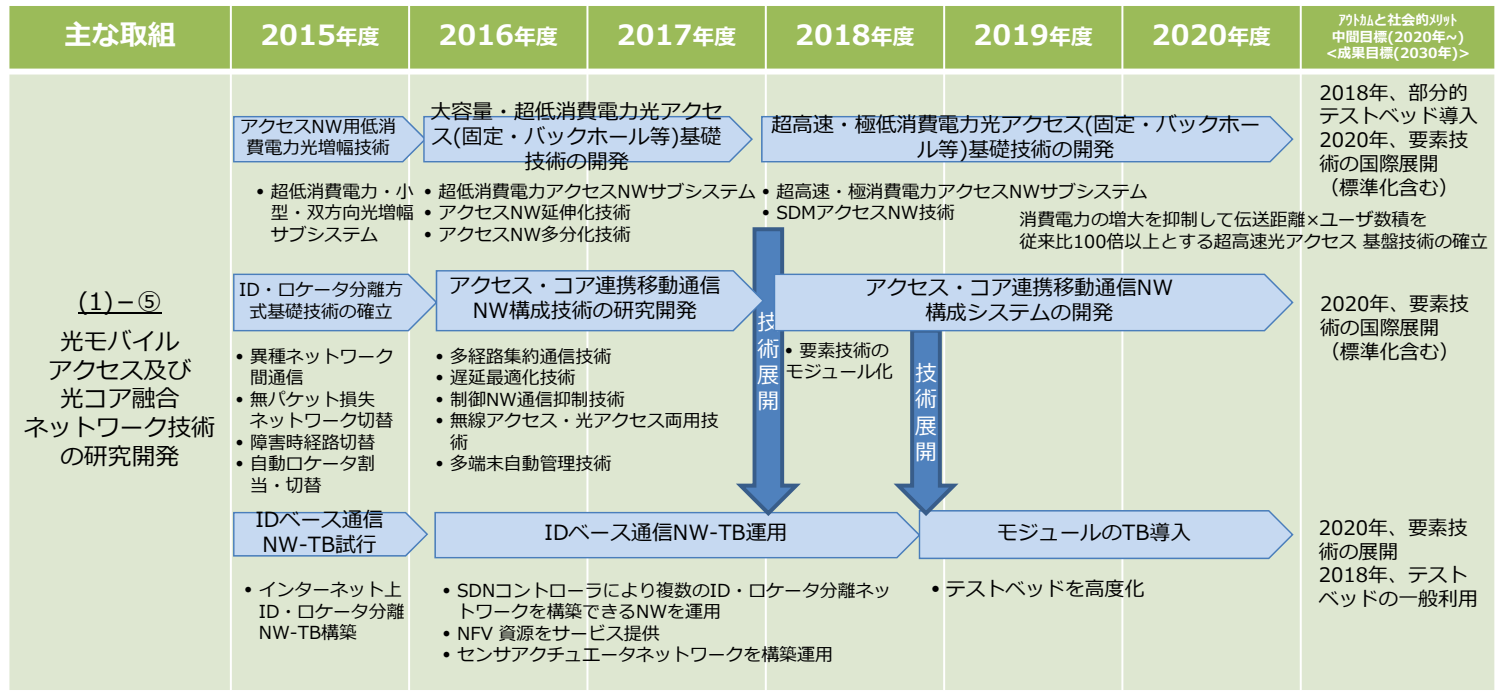 主な取組
2015年度
2016年度
2017年度
2018年度
2019年度
2020年度
ｱｳﾄｶﾑと社会的ﾒﾘｯﾄ
中間目標(2020年~)
<成果目標(2030年)>
(1)－⑤
光モバイル
アクセス及び
光コア融合
ネットワーク技術
の研究開発
アクセスNW用低消
費電力光増幅技術
大容量・超低消費電力光アクセ
ス(固定・バックホール等)基礎
技術の開発
超高速・極低消費電力光アクセス(固定・バックホー
ル等)基礎技術の開発
2018年、部分的
テストベッド導入
2020年、要素技
術の国際展開
（標準化含む）
• 超低消費電力・小
型・双方向光増幅
サブシステム
• 超低消費電力アクセスNWサブシステム
• アクセスNW延伸化技術
• アクセスNW多分化技術
• 超高速・極消費電力アクセスNWサブシステム
• SDMアクセスNW技術
消費電力の増大を抑制して伝送距離×ユーザ数積を
従来比100倍以上とする超高速光アクセス 基盤技術の確立
ID・ロケータ分離方
式基礎技術の確立
アクセス・コア連携移動通信
NW構成技術の研究開発
アクセス・コア連携移動通信NW
構成システムの開発
2020年、要素技
術の国際展開
（標準化含む）
• 異種ネットワーク
間通信
• 無パケット損失
ネットワーク切替
• 障害時経路切替
• 自動ロケータ割
当・切替
• 多経路集約通信技術
• 遅延最適化技術
• 制御NW通信抑制技術
• 無線アクセス・光アクセス両用技
術
• 多端末自動管理技術
技術展開
• 要素技術の
モジュール化
技術展開
IDベース通信
NW-TB試行
IDベース通信NW-TB運用
モジュールのTB導入
2020年、要素技
術の展開
2018年、テスト
ベッドの一般利用
• インターネット上
ID・ロケータ分離
NW-TB構築
• SDNコントローラにより複数のID・ロケータ分離ネッ
トワークを構築できるNWを運用
• NFV 資源をサービス提供
• センサアクチュエータネットワークを構築運用
• テストベッドを高度化